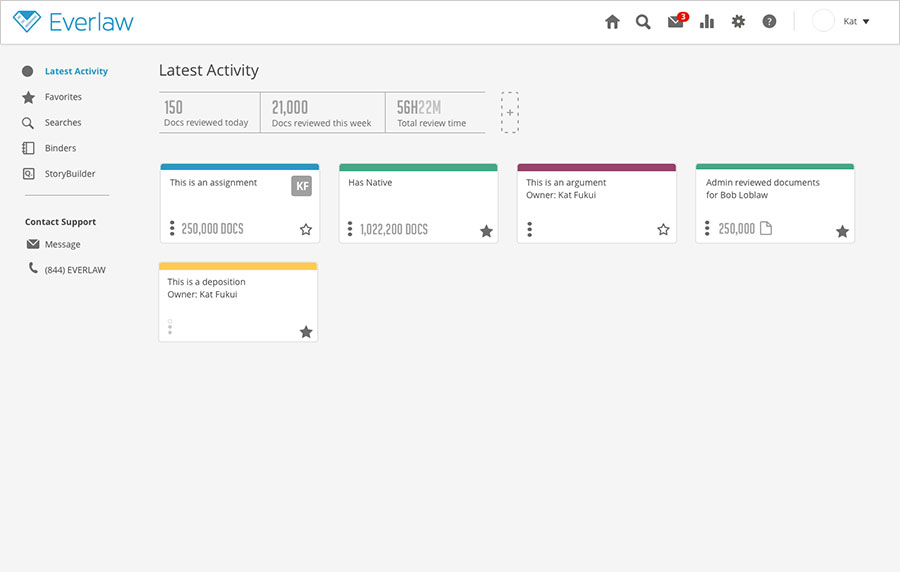 Everlaw
3
?
Kat
Latest Activity
Favorites
Searches
Binders
Q.
StoryBuilder
Contact Support
Message
(844) EVERLAW
Latest Activity
150
Docs reviewed today
21,000
Docs reviewed this week
56H22M
Total review time
+
This is an assignment
KF
250,000 DOCS
Has Native
1,022,200 DOCS
This is an argument
Owner: Kat Fukui
Admin reviewed documents
for Bob Loblaw
250,000
This is a deposition
Owner: Kat Fukui